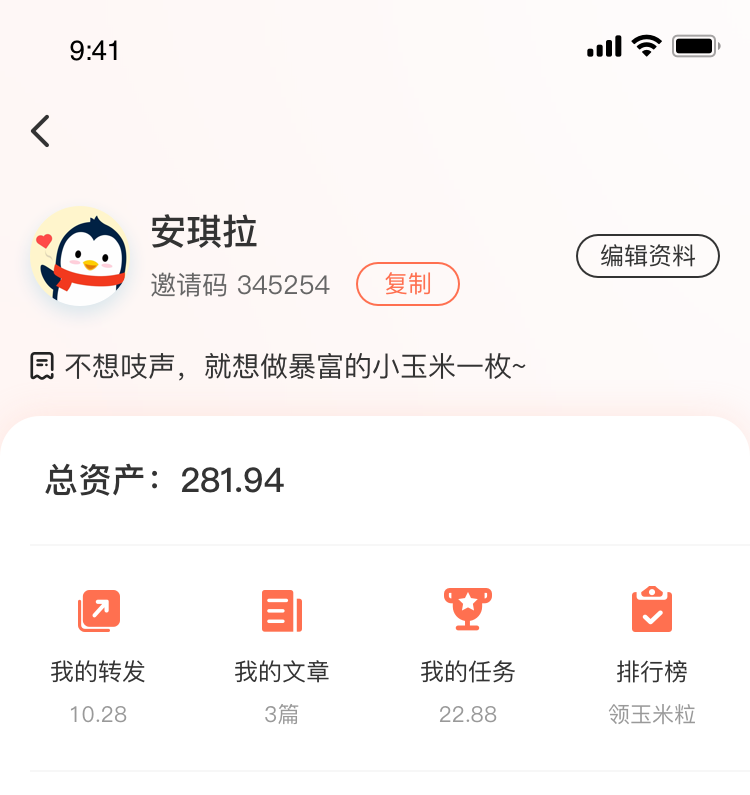 9:41
安琪拉
邀请码 345254 复制
编辑资料
不想吱声，就想做暴富的小玉米一枚~
总资产：281.94
我的转发 我的文章 我的任务 排行榜
10.28 3篇 22.88 领玉米粒